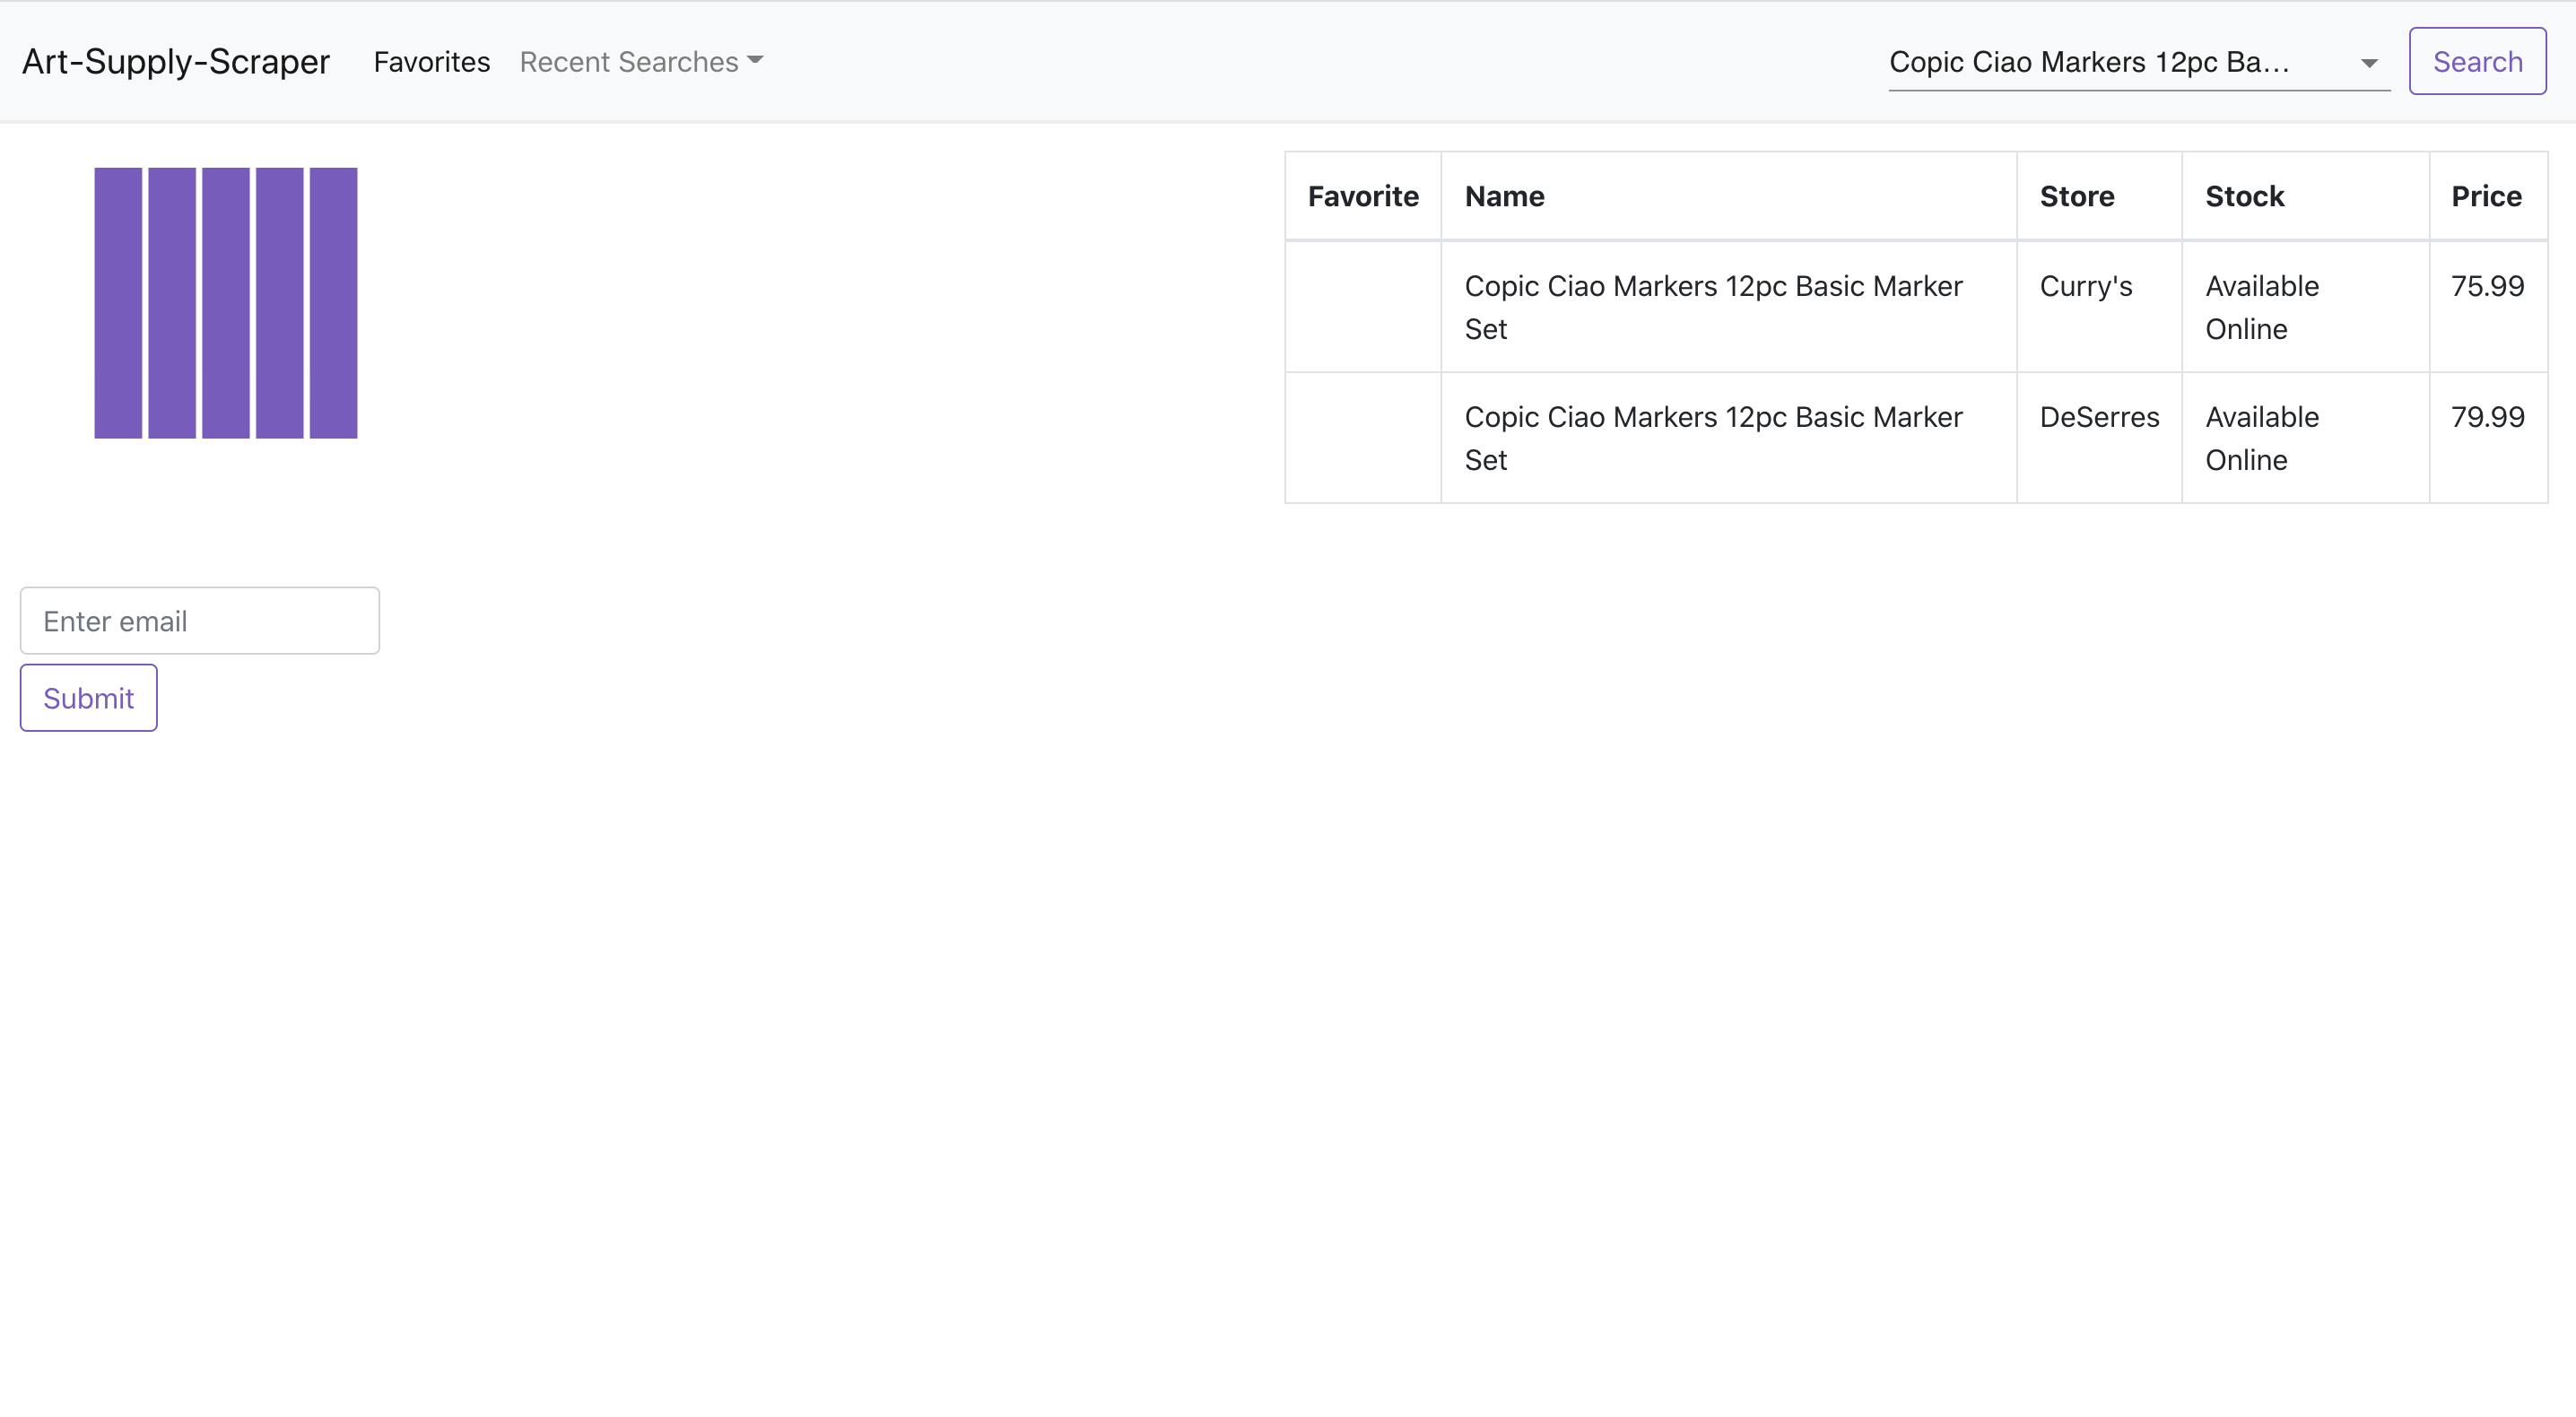 Art-Supply-Scraper Favorites Recent Searches Copic Ciao Markers 12pc Ba... Search
Favorite Name Store Stock Price
Copic Ciao Markers 12pc Basic Marker Curry's Available 75.99
Set Online
Copic Ciao Markers 12pc Basic Marker DeSerres Available 79.99
Set Online
Enter email
Submit